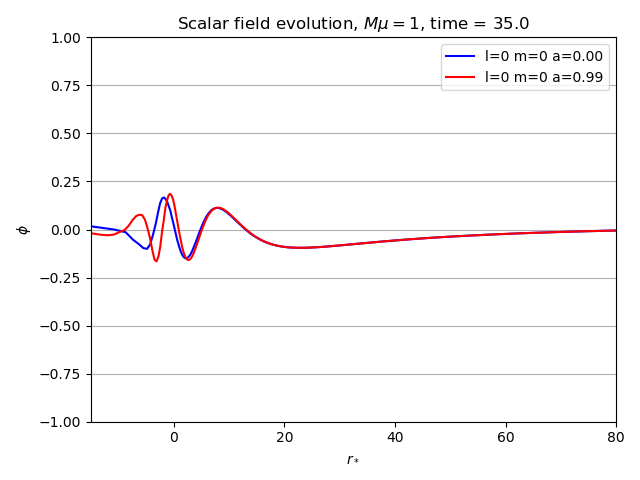 Scalar field evolution, Mμ = 1, time = 35.0
l=0 m=0 a=0.00
l=0 m=0 a=0.99
1.00
0.75
0.50
0.25
0.00
−0.25
−0.50
−0.75
−1.00
ϕ
0 20 40 60 80
r*